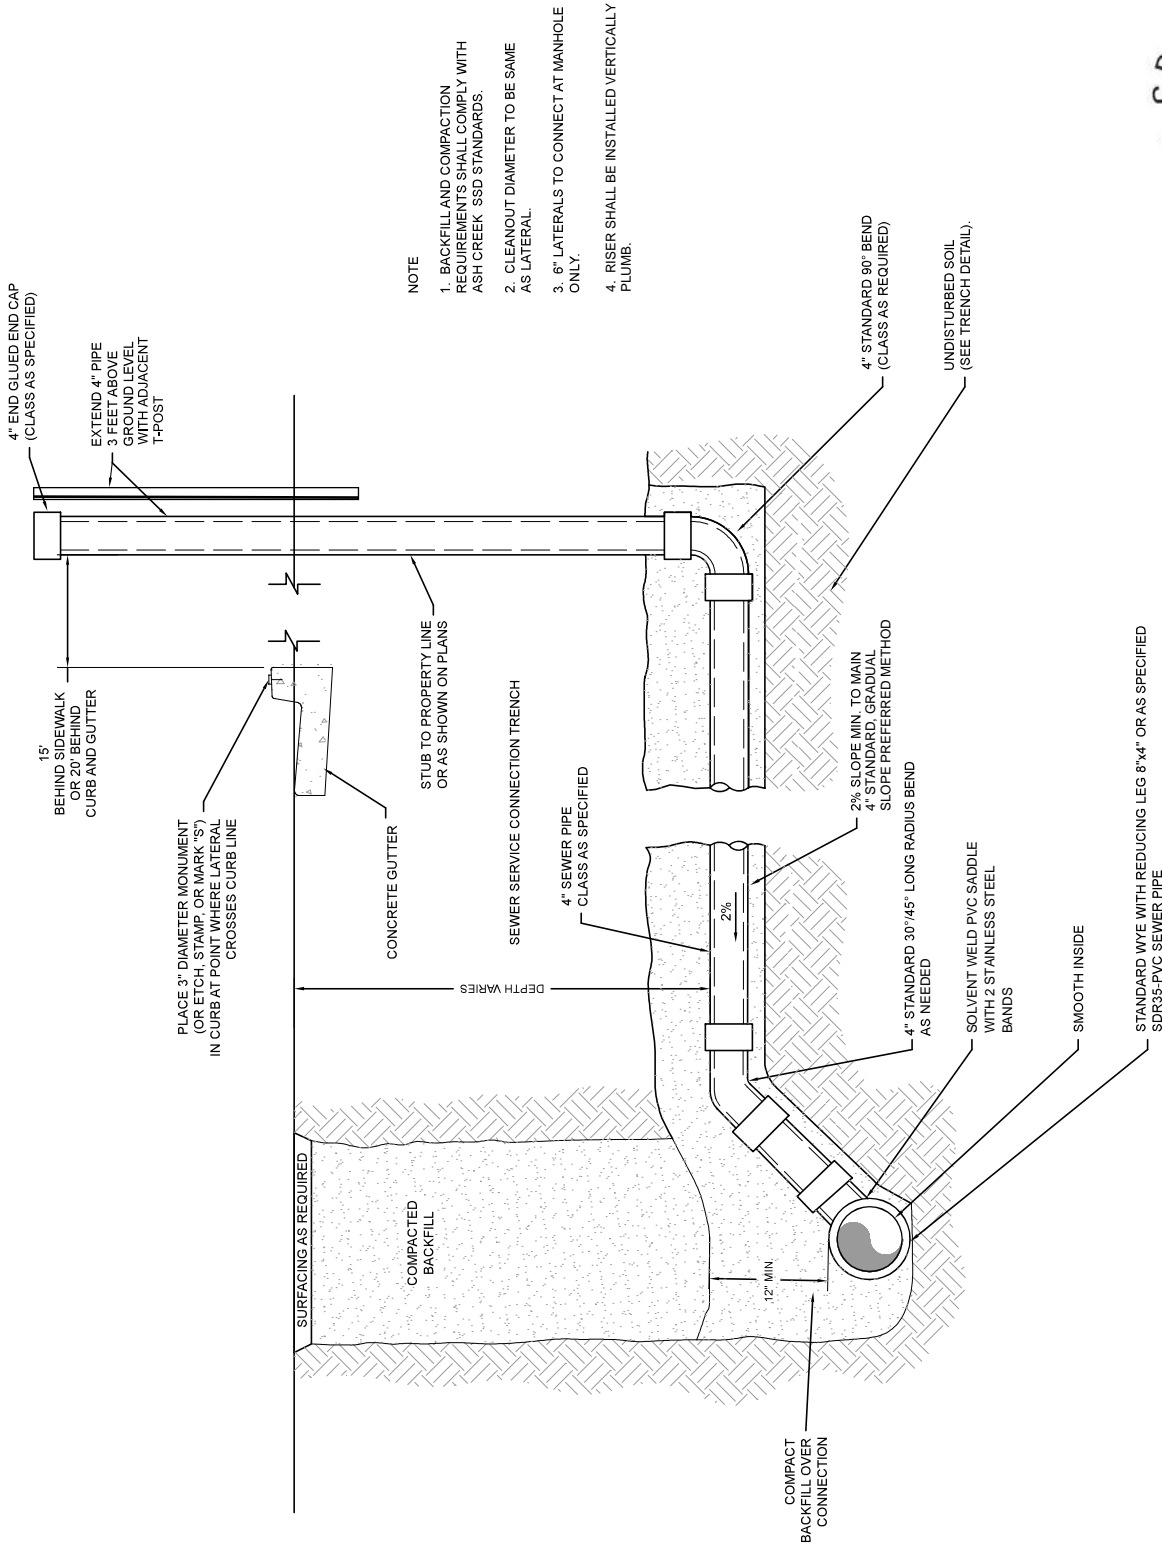 4" END GLUED END CAP
(CLASS AS SPECIFIED)
EXTEND 4" PIPE
3 FEET ABOVE
GROUND LEVEL
WITH ADJACENT
T-POST
15'
BEHIND SIDEWALK
OR 20' BEHIND
CURB AND GUTTER
PLACE 3" DIAMETER MONUMENT
(OR ETCH, STAMP, OR MARK "S")
IN CURB AT POINT WHERE LATERAL
CROSSES CURB LINE
CONCRETE GUTTER
STUB TO PROPERTY LINE
OR AS SHOWN ON PLANS
SEWER SERVICE CONNECTION TRENCH
4" SEWER PIPE
CLASS AS SPECIFIED
DEPTH VARIES
SURFACING AS REQUIRED
COMPACTED
BACKFILL
12" MIN.
COMPACT
BACKFILL OVER
CONNECTION
2%
2% SLOPE MIN. TO MAIN
4" STANDARD, GRADUAL
SLOPE PREFERRED METHOD
4" STANDARD 30°/45° LONG RADIUS BEND
AS NEEDED
SOLVENT WELD PVC SADDLE
WITH 2 STAINLESS STEEL
BANDS
SMOOTH INSIDE
STANDARD WYE WITH REDUCING LEG 8"x4" OR AS SPECIFIED
SDR35-PVC SEWER PIPE
4" STANDARD 90° BEND
(CLASS AS REQUIRED)
UNDISTURBED SOIL
(SEE TRENCH DETAIL).
NOTE
1. BACKFILL AND COMPACTION
REQUIREMENTS SHALL COMPLY WITH
ASH CREEK SSD STANDARDS.
2. CLEANOUT DIAMETER TO BE SAME
AS LATERAL.
3. 6" LATERALS TO CONNECT AT MANHOLE
ONLY.
4. RISER SHALL BE INSTALLED VERTICALLY
PLUMB.